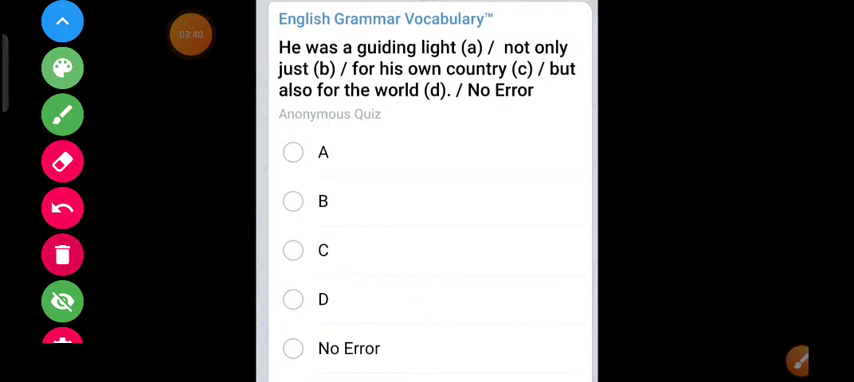 03:40
English Grammar Vocabulary™
He was a guiding light (a) / not only
just (b) / for his own country (c) / but
also for the world (d). / No Error
Anonymous Quiz
A
B
C
D
No Error